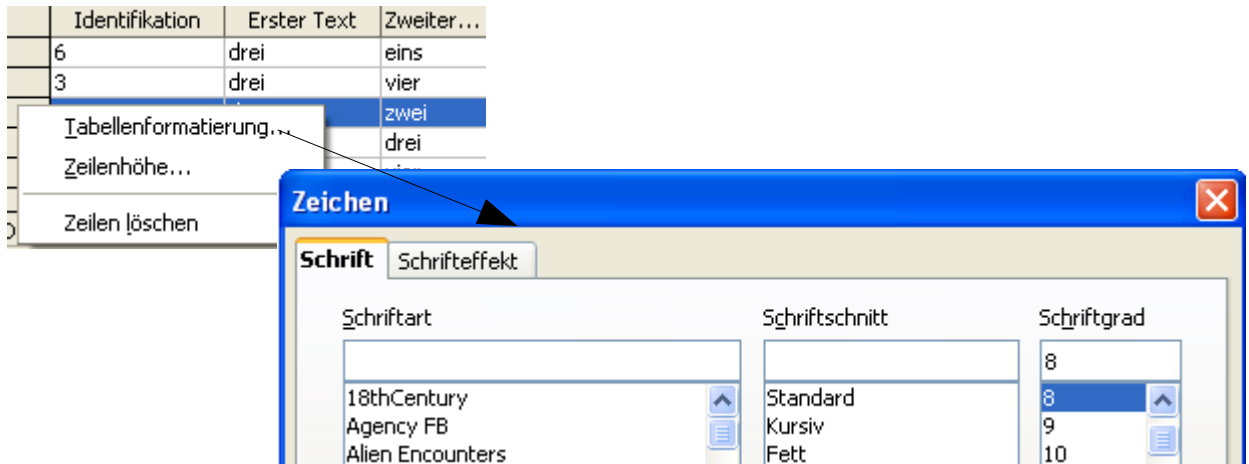 Identifikation Erster Text Zweiter...
6 drei eins
3 drei vier
zwei
Tabellenformatierung...
drei
Zeilenhöhe...
Zeilen löschen
Zeichen
Schrift Schrifteffekt
Schriftart Schriftschnitt Schriftgrad
8
18thCentury Standard 8
Agency FB Kursiv 9
Alien Encounters Fett 10